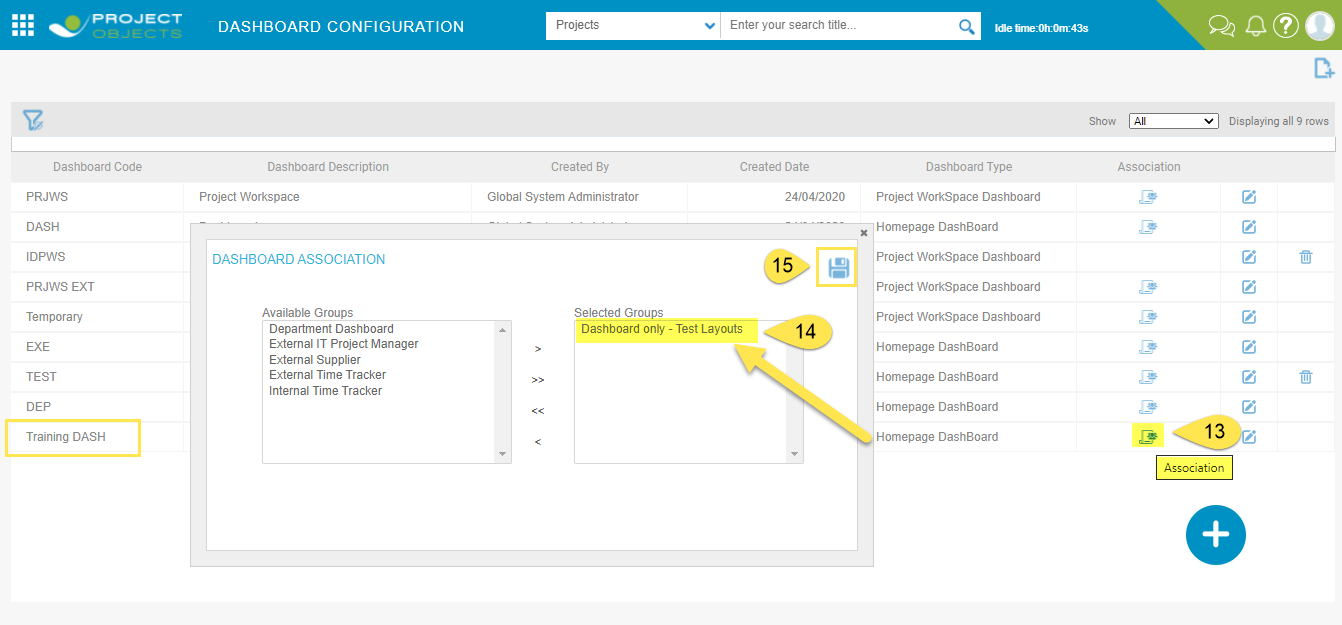 PROJECT OBJECTS
DASHBOARD CONFIGURATION
Projects
Enter your search title...
Idle time:0h:0m:43s
Show
All
Displaying all 9 rows
Dashboard Code Dashboard Description Created By Created Date Dashboard Type Association
PRJWS Project Workspace Global System Administrator 24/04/2020 Project WorkSpace Dashboard
DASH Homepage DashBoard
IDPWS Project WorkSpace Dashboard
PRJWS EXT Project WorkSpace Dashboard
Temporary Project WorkSpace Dashboard
EXE Homepage DashBoard
TEST Homepage DashBoard
DEP Homepage DashBoard
Training DASH Homepage DashBoard
DASHBOARD ASSOCIATION
15
Available Groups
Department Dashboard
External IT Project Manager
External Supplier
External Time Tracker
Internal Time Tracker
>
>>
<<
<
Selected Groups
Dashboard only - Test Layouts
14
13
Association